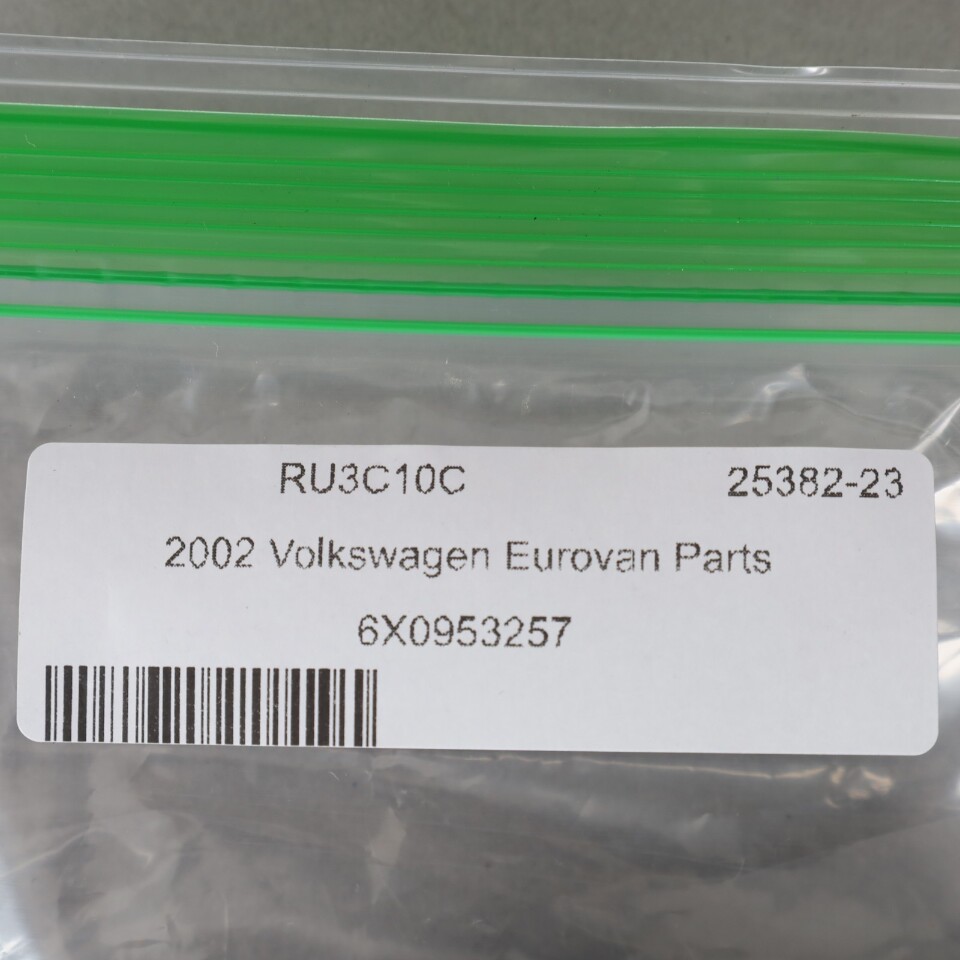 RU3C10C 25382-23
2002 Volkswagen Eurovan Parts
6X0953257